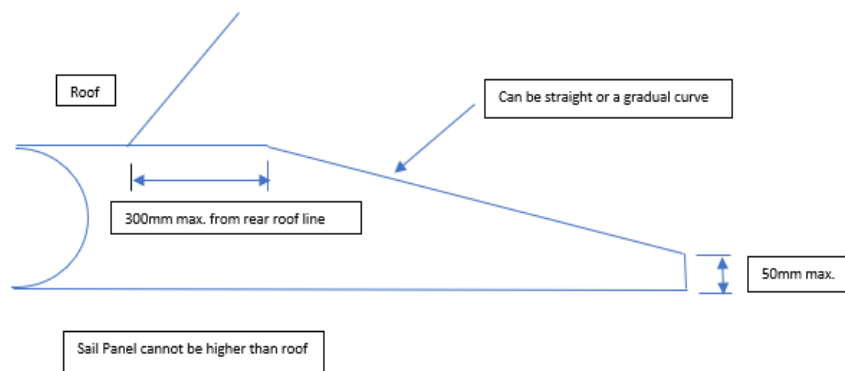 Roof
Can be straight or a gradual curve
300mm max. from rear roof line
50mm max.
Sail Panel cannot be higher than roof